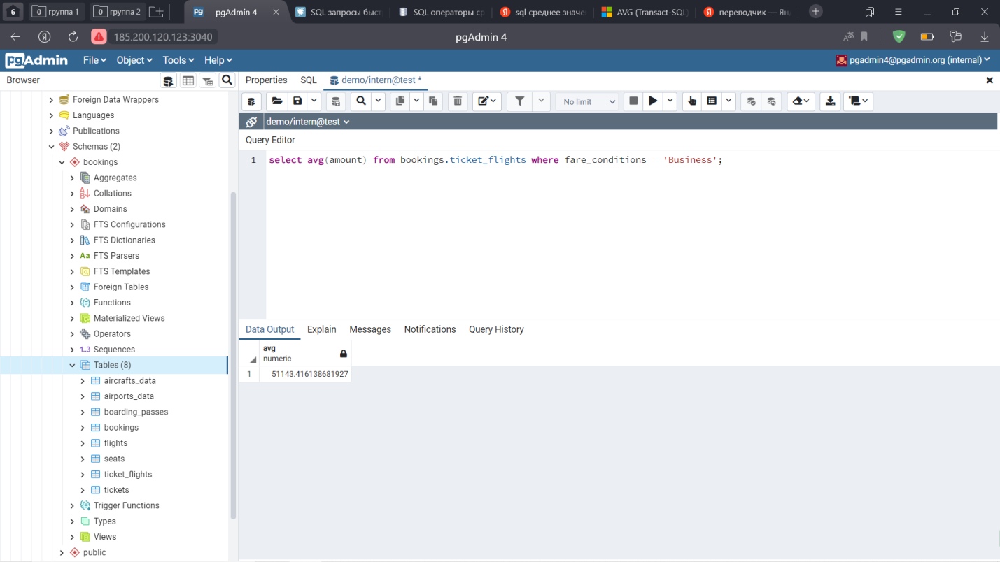 6 0 группа 1 0 группа 2 Pg pgAdmin 4 SQL запросы быст SQL операторы ср sql среднее значе AVG (Transact-SQL) переводчик — Ян
185.200.120.123:3040 pgAdmin 4
pgAdmin File Object Tools Help pgadmin4@pgadmin.org (internal)
Browser Properties SQL demo/intern@test *
No limit
demo/intern@test
Query Editor
1 select avg(amount) from bookings.ticket_flights where fare_conditions = 'Business';
Foreign Data Wrappers
Languages
Publications
Schemas (2)
bookings
Aggregates
Collations
Domains
FTS Configurations
FTS Dictionaries
Aa FTS Parsers
FTS Templates
Foreign Tables
Functions
Materialized Views
Operators
1..3 Sequences
Tables (8)
aircrafts_data
airports_data
boarding_passes
bookings
flights
seats
ticket_flights
tickets
Trigger Functions
Types
Views
public
Data Output Explain Messages Notifications Query History
avg
numeric
1 51143.416138681927